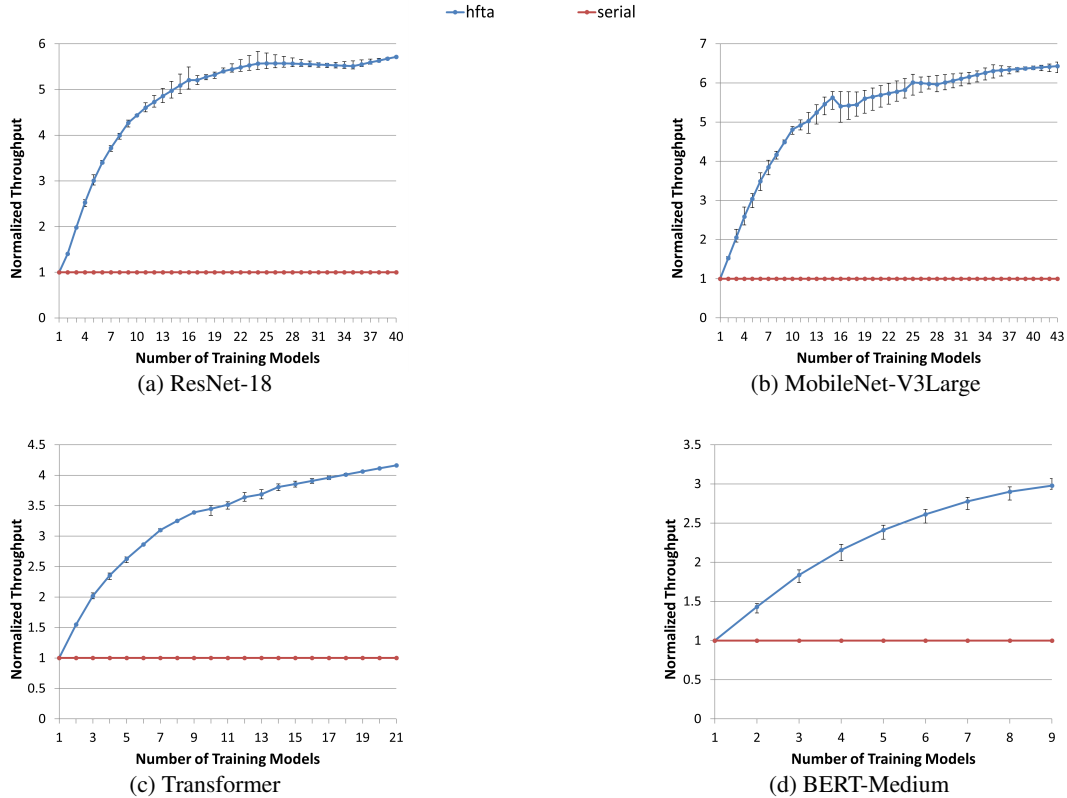 hfta serial
6
5
4
3
2
1
0
Normalized Throughput
1 4 7 10 13 16 19 22 25 28 31 34 37 40
Number of Training Models
(a) ResNet-18
7
6
5
4
3
2
1
0
Normalized Throughput
1 4 7 10 13 16 19 22 25 28 31 34 37 40 43
Number of Training Models
(b) MobileNet-V3Large
4.5
4
3.5
3
2.5
2
1.5
1
0.5
0
Normalized Throughput
1 3 5 7 9 11 13 15 17 19 21
Number of Training Models
(c) Transformer
3.5
3
2.5
2
1.5
1
0.5
0
Normalized Throughput
1 2 3 4 5 6 7 8 9
Number of Training Models
(d) BERT-Medium